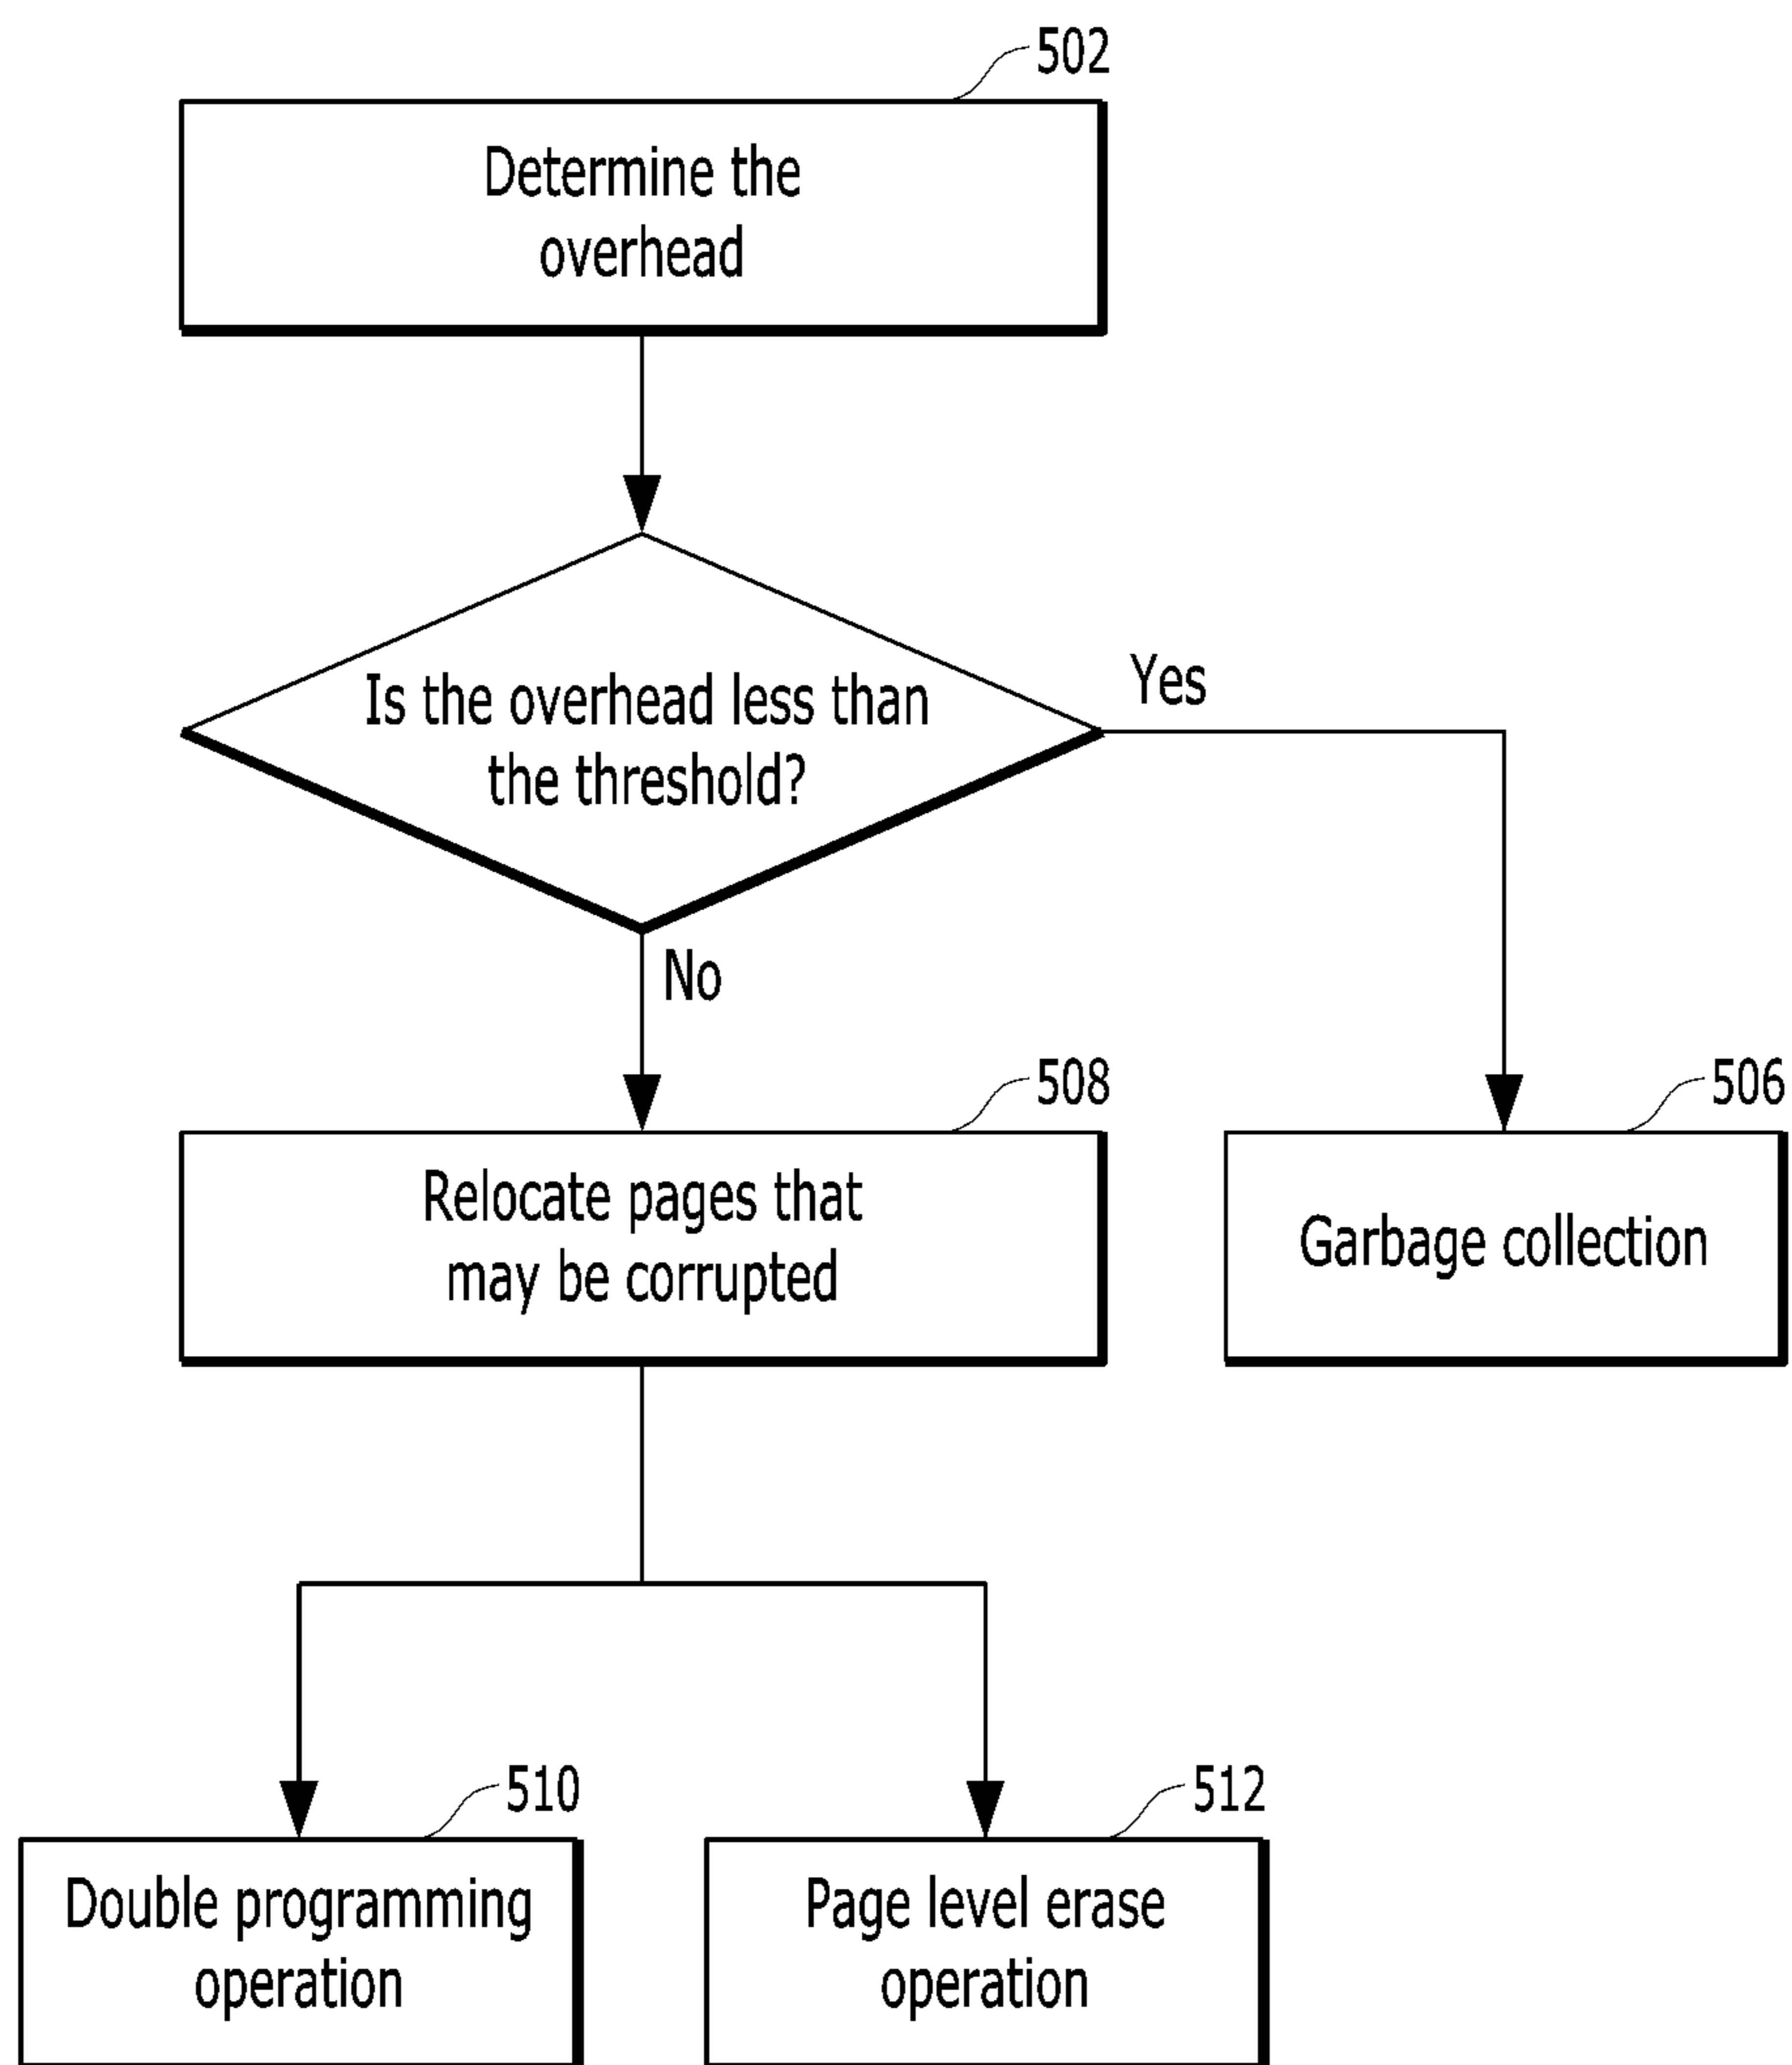 502
Determine the
overhead
Is the overhead less than
the threshold?
Yes
No
508
Relocate pages that
may be corrupted
506
Garbage collection
510
Double programming
operation
512
Page level erase
operation